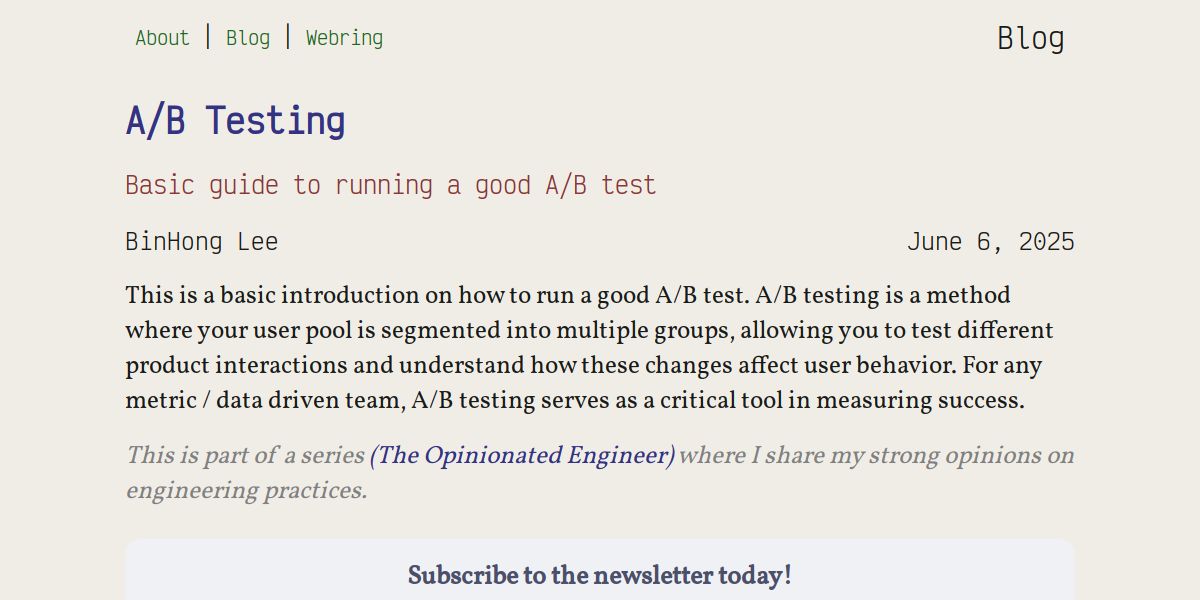 About | Blog | Webring
Blog
A/B Testing
Basic guide to running a good A/B test
BinHong Lee
June 6, 2025
This is a basic introduction on how to run a good A/B test. A/B testing is a method
where your user pool is segmented into multiple groups, allowing you to test different
product interactions and understand how these changes affect user behavior. For any
metric / data driven team, A/B testing serves as a critical tool in measuring success.
This is part of a series (The Opinionated Engineer) where I share my strong opinions on
engineering practices.
Subscribe to the newsletter today!